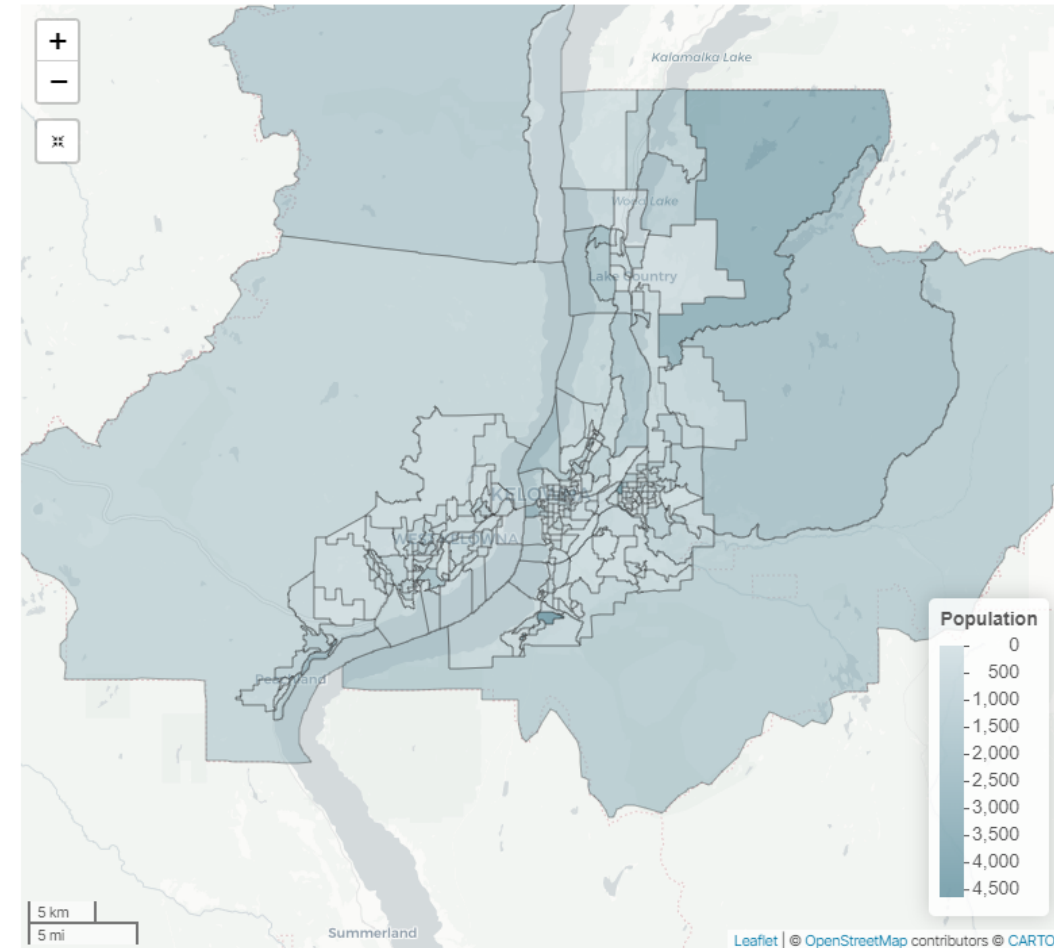 +
−
Kalamalka Lake
Wood Lake
Lake Country
KELOWNA
WEST KELOWNA
Peachland
Summerland
Population
0
500
1,000
1,500
2,000
2,500
3,000
3,500
4,000
4,500
5 km
5 mi
Leaflet | © OpenStreetMap contributors © CARTO